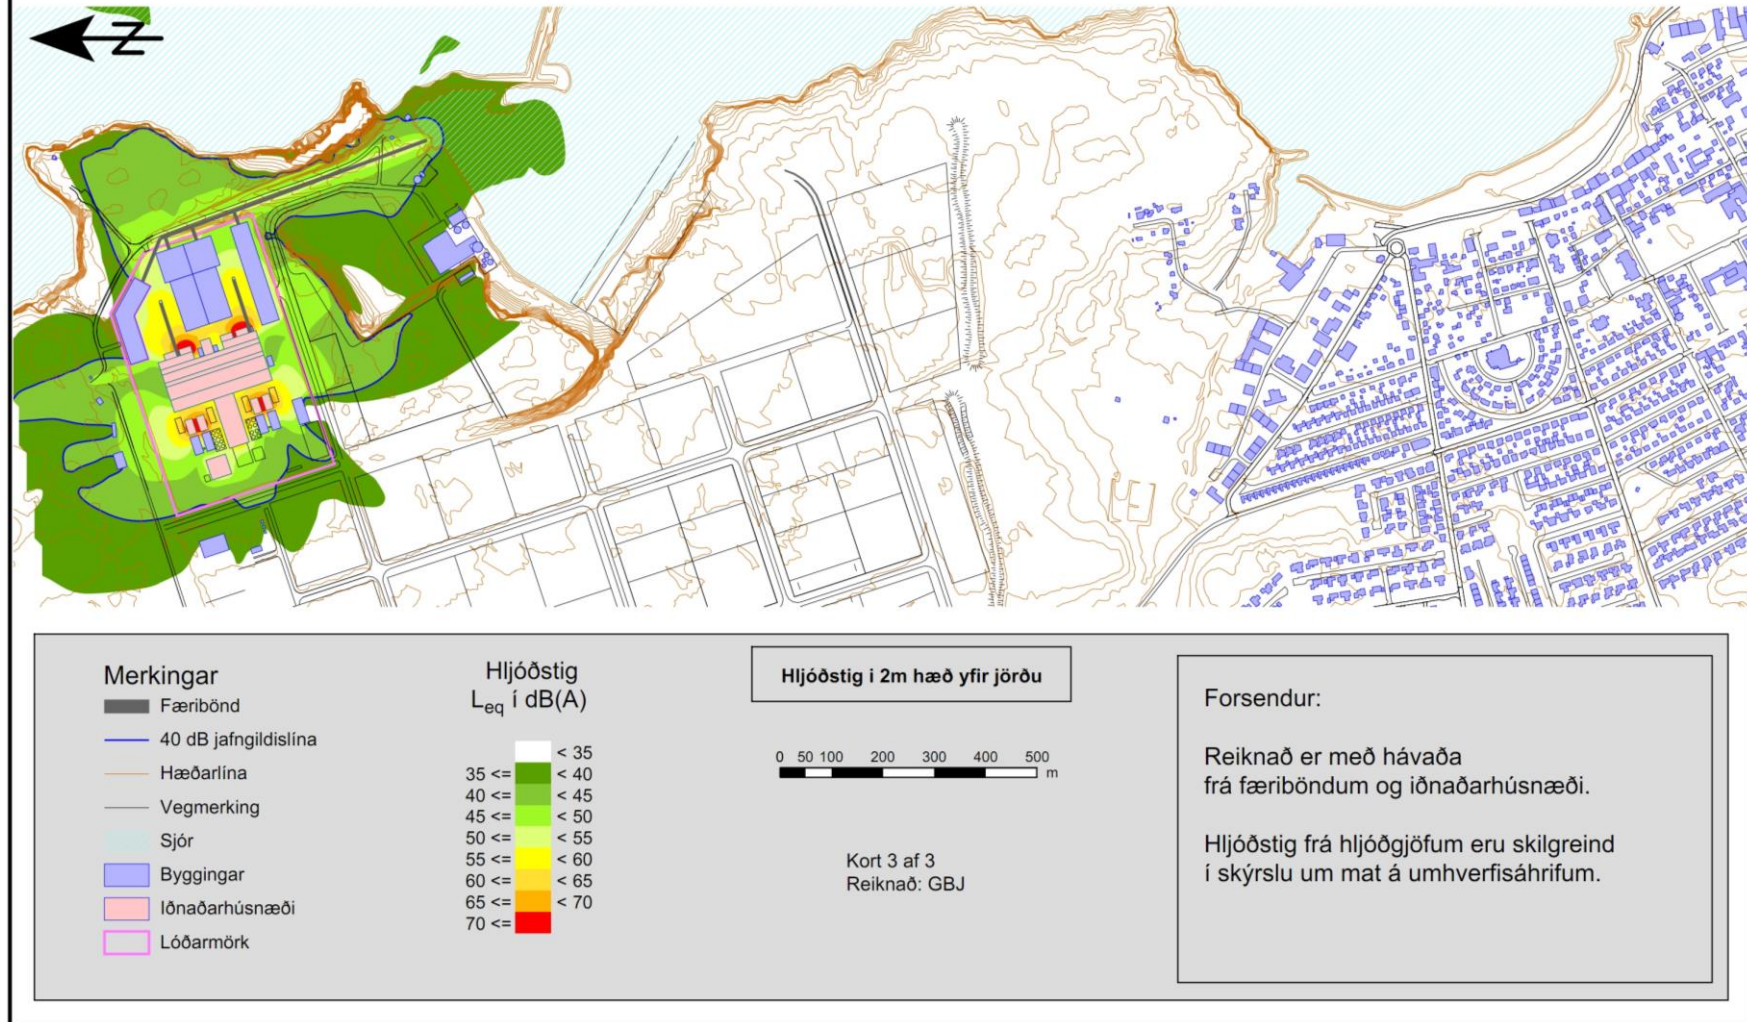 N
Merkingar
Færibönd
40 dB jafngildislína
Hæðarlína
Vegmerking
Sjór
Byggingar
Iðnaðarhúsnæði
Lóðarmörk
Hljóðstig
Leq í dB(A)
< 35
35 <= < 40
40 <= < 45
45 <= < 50
50 <= < 55
55 <= < 60
60 <= < 65
65 <= < 70
70 <=
Hljóðstig i 2m hæð yfir jörðu
0 50 100 200 300 400 500
m
Kort 3 af 3
Reiknað: GBJ
Forsendur:
Reiknað er með hávaða
frá færiböndum og iðnaðarhúsnæði.
Hljóðstig frá hljóðgjöfum eru skilgreind
í skýrslu um mat á umhverfisáhrifum.